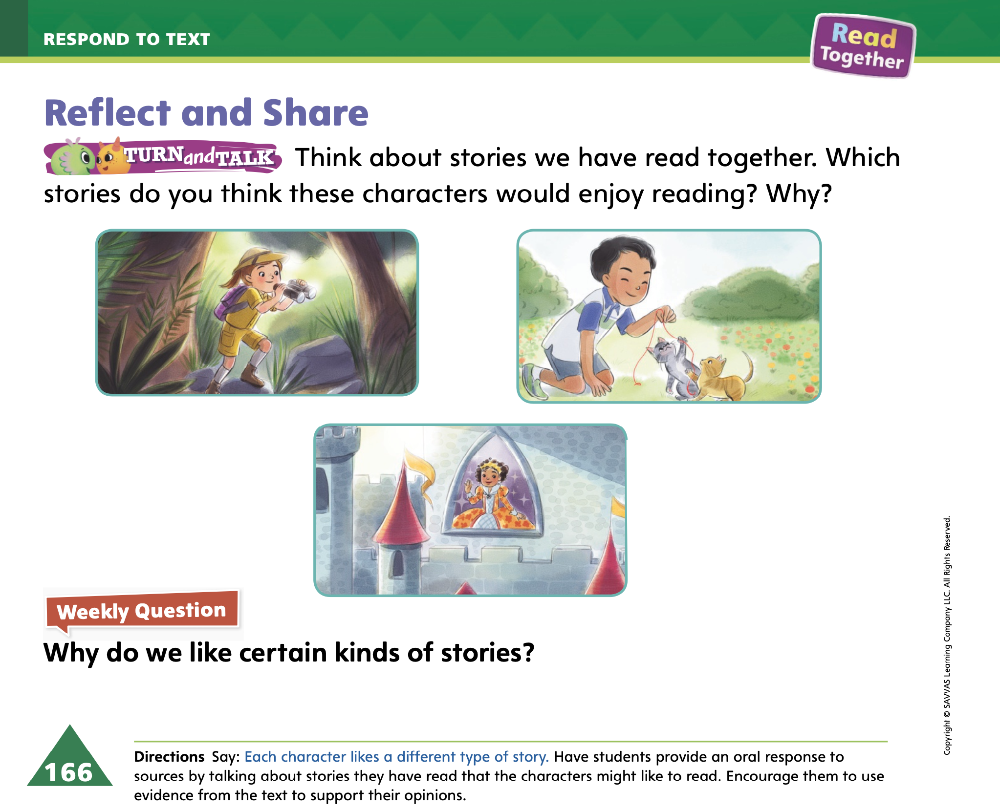 RESPOND TO TEXT
Read
Together
Reflect and Share
TURN and TALK Think about stories we have read together. Which
stories do you think these characters would enjoy reading? Why?
Weekly Question
Why do we like certain kinds of stories?
Copyright © SAVVAS Learning Company LLC. All Rights Reserved.
166
Directions Say: Each character likes a different type of story. Have students provide an oral response to
sources by talking about stories they have read that the characters might like to read. Encourage them to use
evidence from the text to support their opinions.